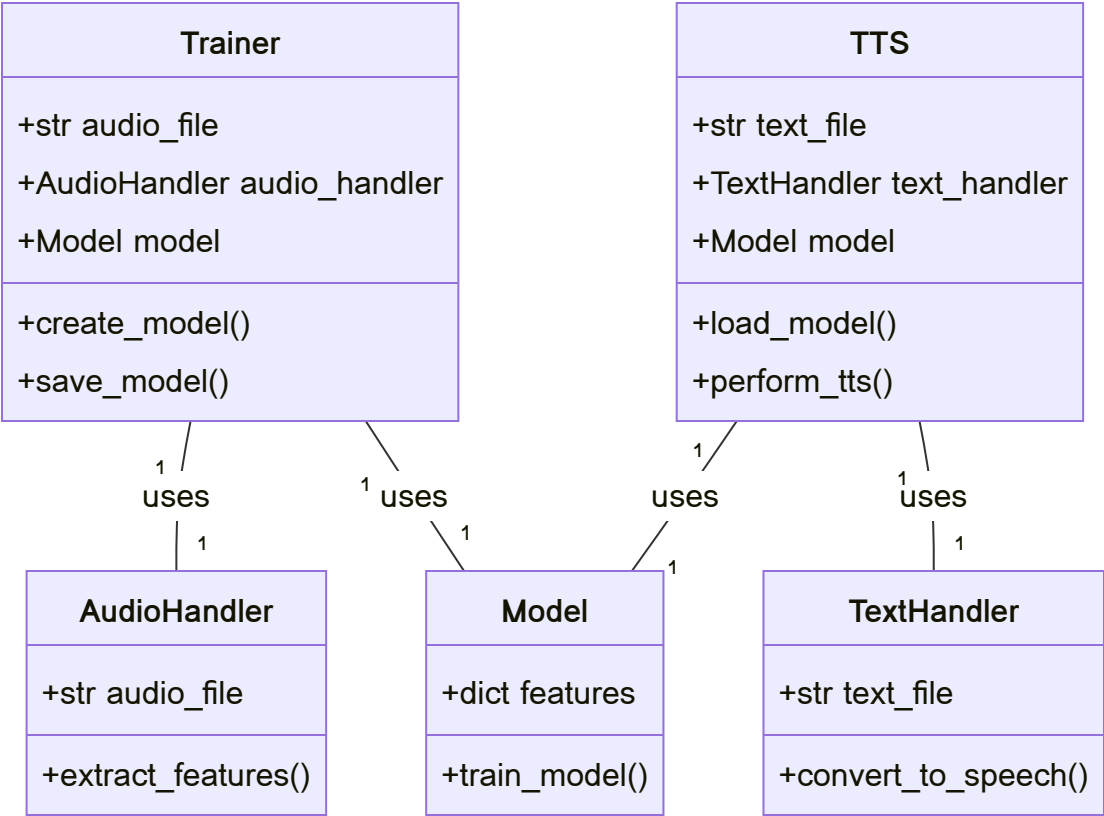 Trainer
+str audio_file
+AudioHandler audio_handler
+Model model
+create_model()
+save_model()
TTS
+str text_file
+TextHandler text_handler
+Model model
+load_model()
+perform_tts()
1
uses
1
1
uses
1
1
uses
1
1
uses
1
AudioHandler
+str audio_file
+extract_features()
Model
+dict features
+train_model()
TextHandler
+str text_file
+convert_to_speech()